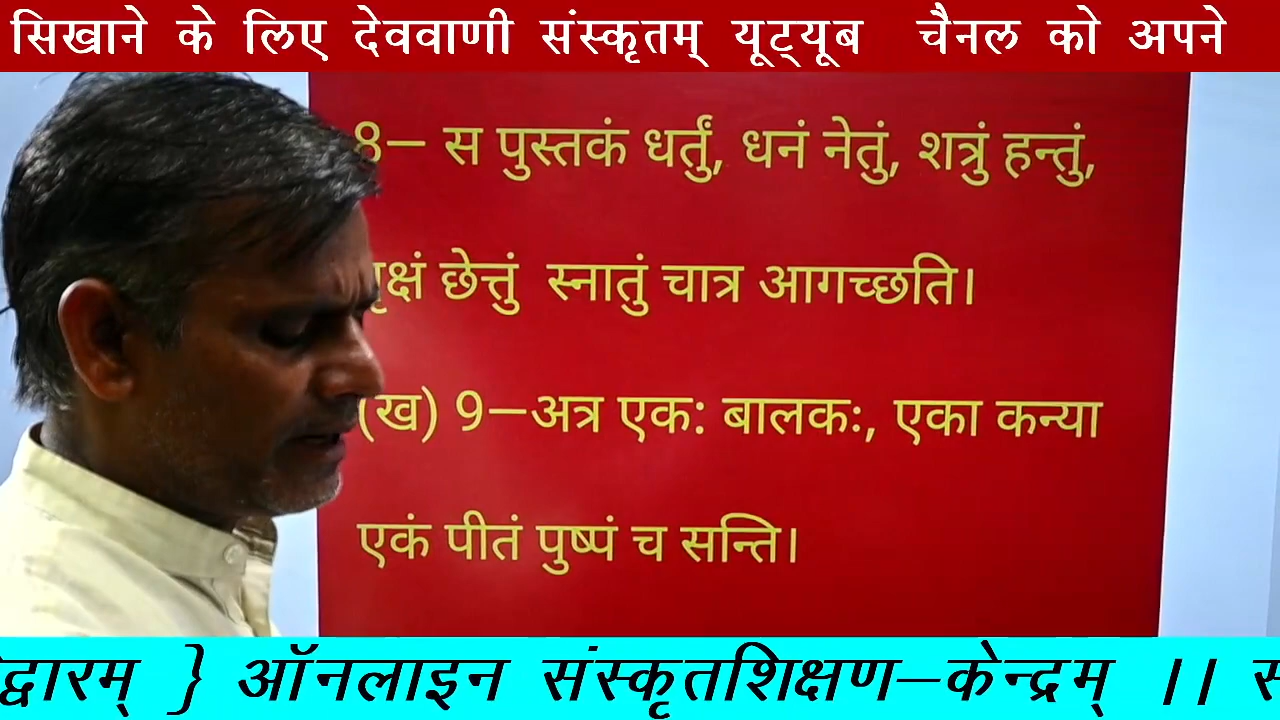 सिखाने के लिए देववाणी संस्कृतम् यूट्यूब चैनल को अपने
8– स पुस्तकं धर्तुं, धनं नेतुं, शत्रुं हन्तुं,
छेत्तुं स्नातुं चात्र आगच्छति।
(ख) 9–अत्र एक: बालकः, एका कन्या
एकं पीतं पुष्पं च सन्ति।
} ऑनलाइन संस्कृतशिक्षण–केन्द्रम् ।।